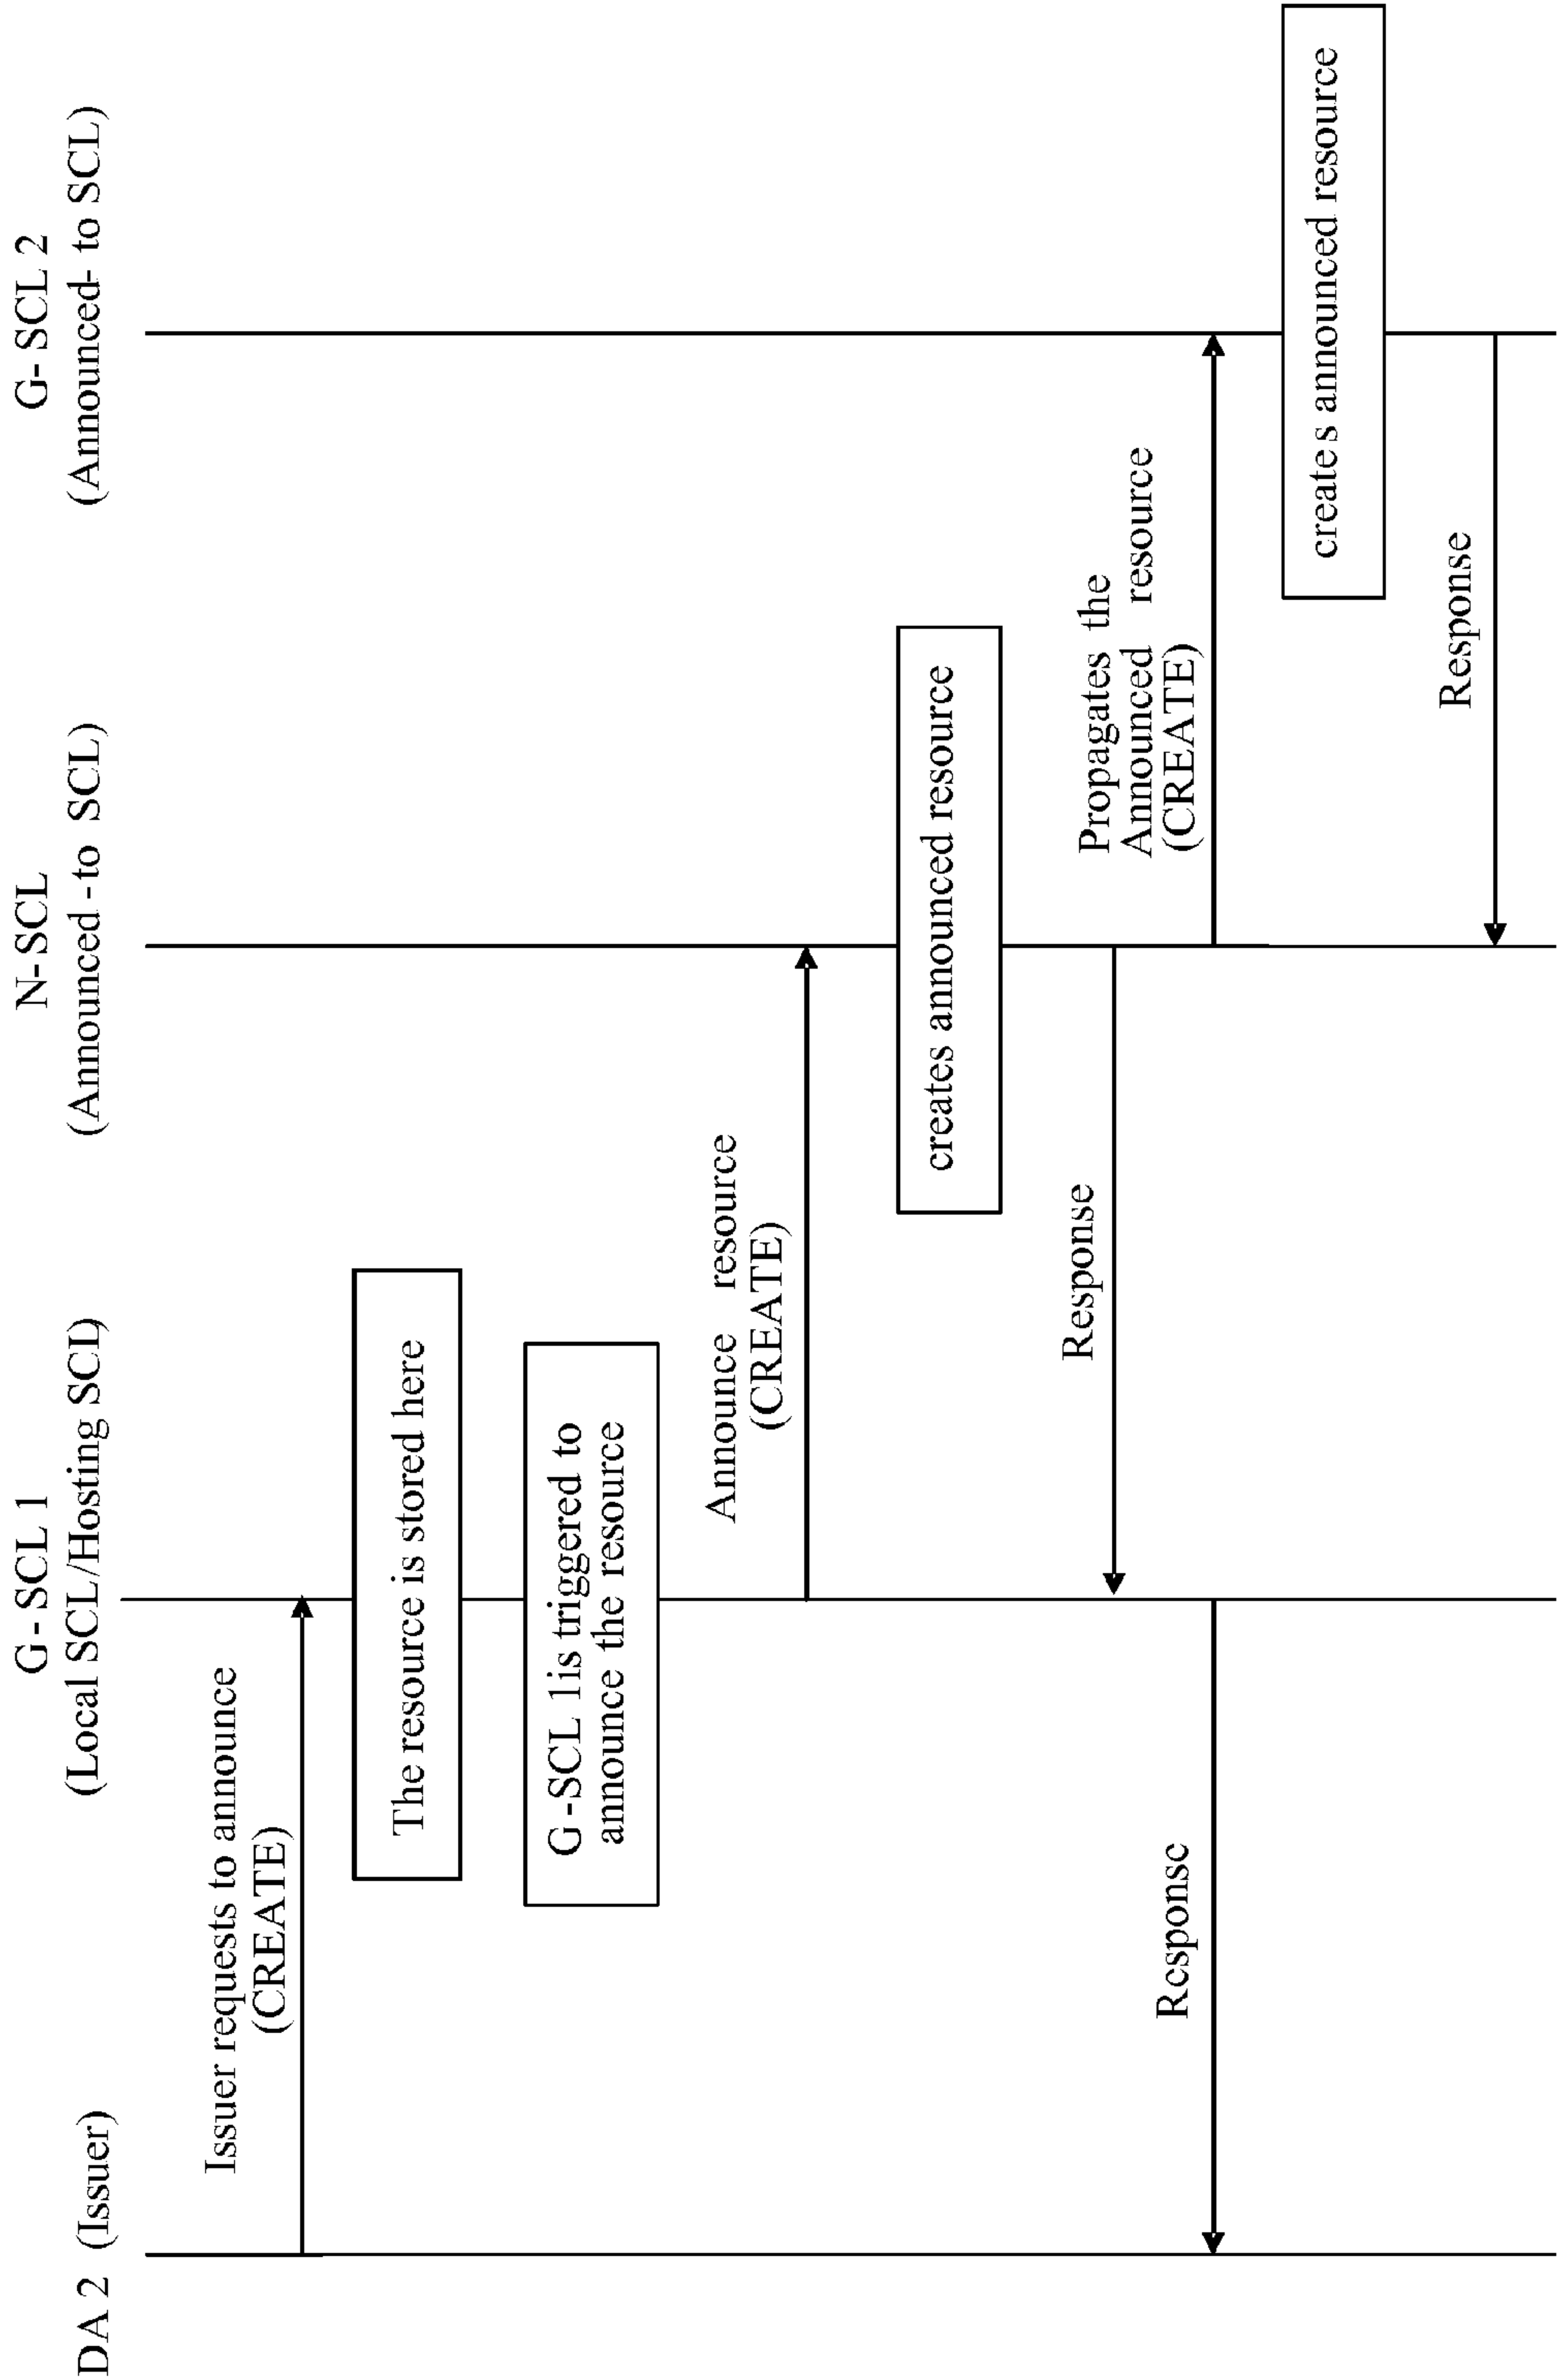 DA 2 (Issuer)
G - SCL 1
(Local SCL/Hosting SCL)
N- SCL
(Announced -to SCL)
G- SCL 2
(Announced- to SCL)
Issuer requests to announce
(CREATE)
The resource is stored here
G -SCL 1is triggered to
announce the resource
Announce resource
(CREATE)
creates announced resource
Response
Propagates the
Announced resource
(CREATE)
Response
create s announced resource
Response